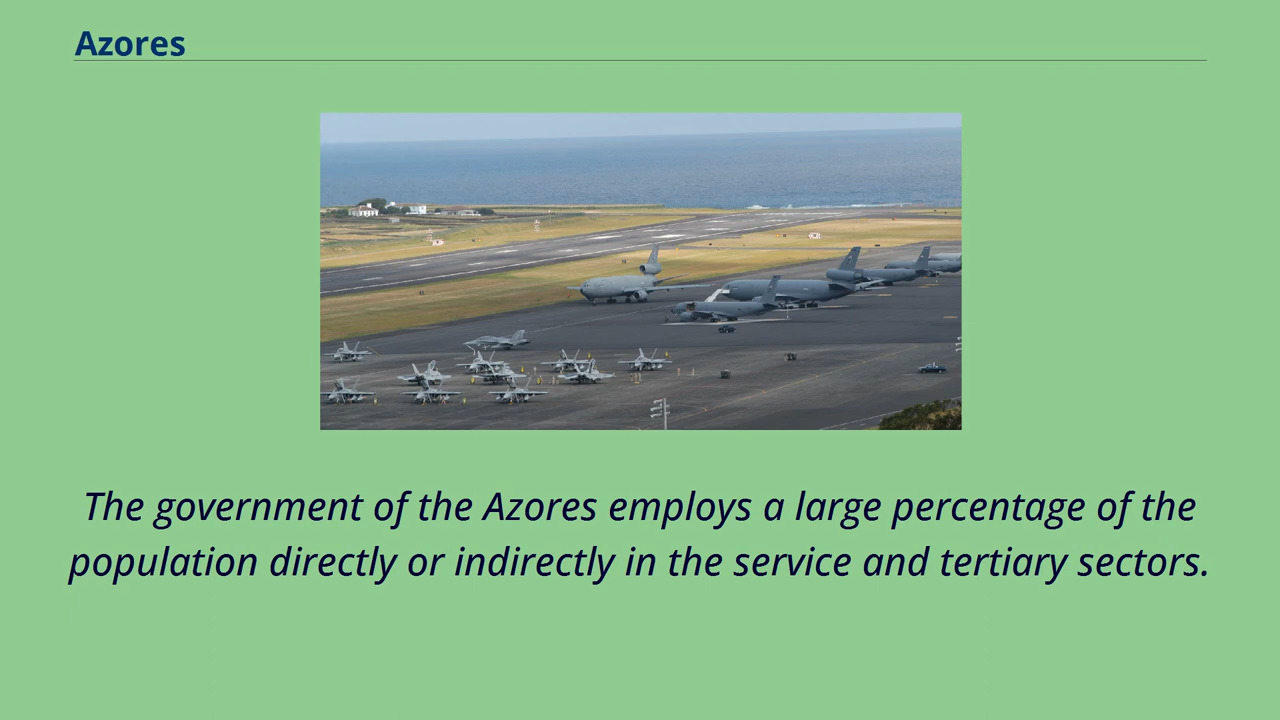 Azores
The government of the Azores employs a large percentage of the
population directly or indirectly in the service and tertiary sectors.